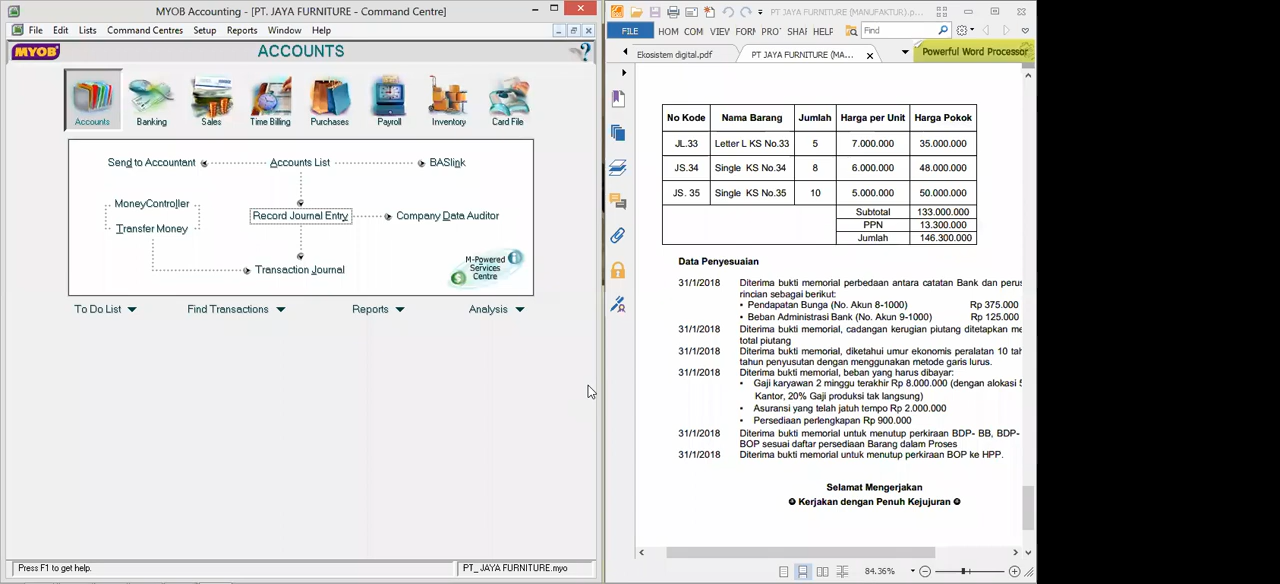 MYOB Accounting - [PT. JAYA FURNITURE - Command Centre]
File Edit Lists Command Centres Setup Reports Window Help
MYOB ACCOUNTS
Accounts Banking Sales Time Billing Purchases Payroll Inventory Card File
Send to Accountant Accounts List BASlink
MoneyController
Record Journal Entry Company Data Auditor
Transfer Money
M-Powered
Services
Centre
Transaction Journal
To Do List Find Transactions Reports Analysis
Press F1 to get help. PT_ JAYA FURNITURE.myo
PT JAYA FURNITURE (MANUFAKTUR).p...
FILE HOM COM VIEV FORM PRO' SHAR HELP Find
Ekosistem digital.pdf PT JAYA FURNITURE (MA... Powerful Word Processor
No Kode Nama Barang Jumlah Harga per Unit Harga Pokok
JL.33 Letter L KS No.33 5 7.000.000 35.000.000
JS.34 Single KS No.34 8 6.000.000 48.000.000
JS. 35 Single KS No.35 10 5.000.000 50.000.000
Subtotal 133.000.000
PPN 13.300.000
Jumlah 146.300.000
Data Penyesuaian
31/1/2018 Diterima bukti memorial perbedaan antara catatan Bank dan perus
rincian sebagai berikut:
• Pendapatan Bunga (No. Akun 8-1000) Rp 375.000
• Beban Administrasi Bank (No. Akun 9-1000) Rp 125.000
31/1/2018 Diterima bukti memorial, cadangan kerugian piutang ditetapkan me
total piutang
31/1/2018 Diterima bukti memorial, diketahui umur ekonomis peralatan 10 tah
tahun penyusutan dengan menggunakan metode garis lurus.
31/1/2018 Diterima bukti memorial, beban yang harus dibayar:
• Gaji karyawan 2 minggu terakhir Rp 8.000.000 (dengan alokasi 5
Kantor, 20% Gaji produksi tak langsung)
• Asuransi yang telah jatuh tempo Rp 2.000.000
• Persediaan perlengkapan Rp 900.000
31/1/2018 Diterima bukti memorial untuk menutup perkiraan BDP- BB, BDP-
BOP sesuai daftar persediaan Barang dalam Proses
31/1/2018 Diterima bukti memorial untuk menutup perkiraan BOP ke HPP.
Selamat Mengerjakan
Kerjakan dengan Penuh Kejujuran
84.36%